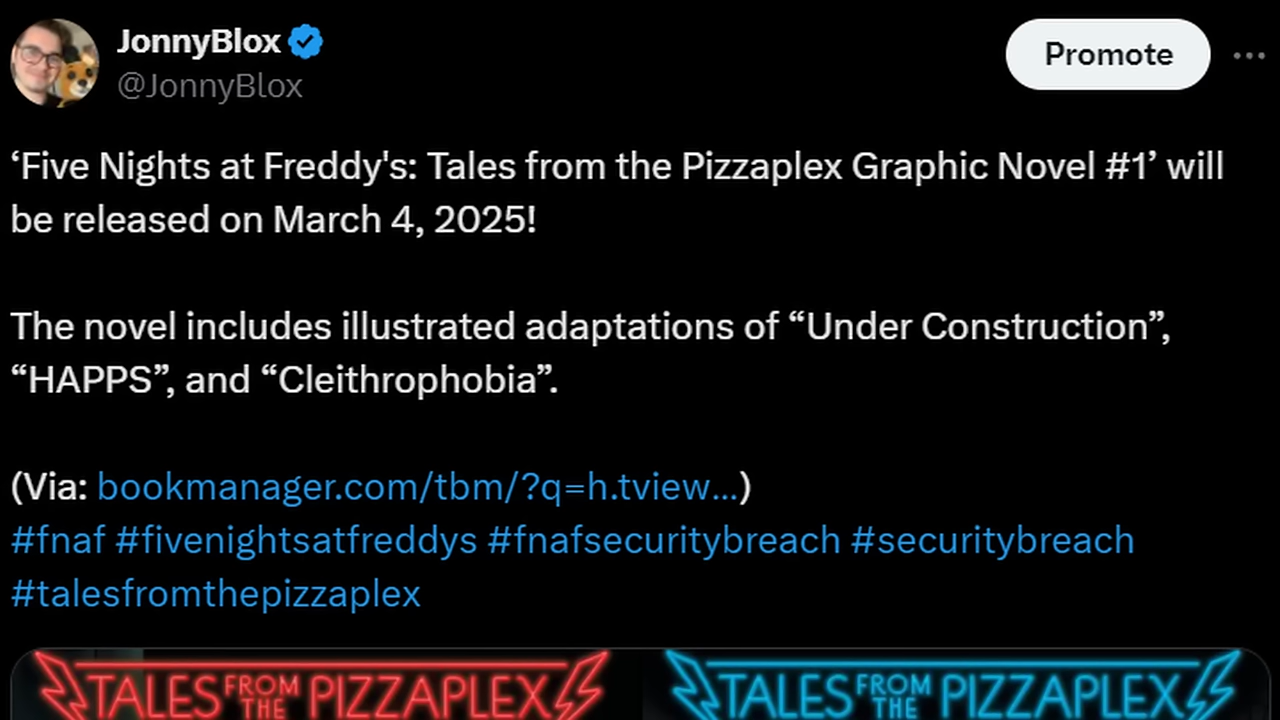 JonnyBlox
@JonnyBlox
Promote
‘Five Nights at Freddy's: Tales from the Pizzaplex Graphic Novel #1’ will
be released on March 4, 2025!
The novel includes illustrated adaptations of “Under Construction”,
“HAPPS”, and “Cleithrophobia”.
(Via: bookmanager.com/tbm/?q=h.tview...)
#fnaf #fivenightsatfreddys #fnafsecuritybreach #securitybreach
#talesfromthepizzaplex
TALES FROM THE PIZZAPLEX
TALES FROM THE PIZZAPLEX